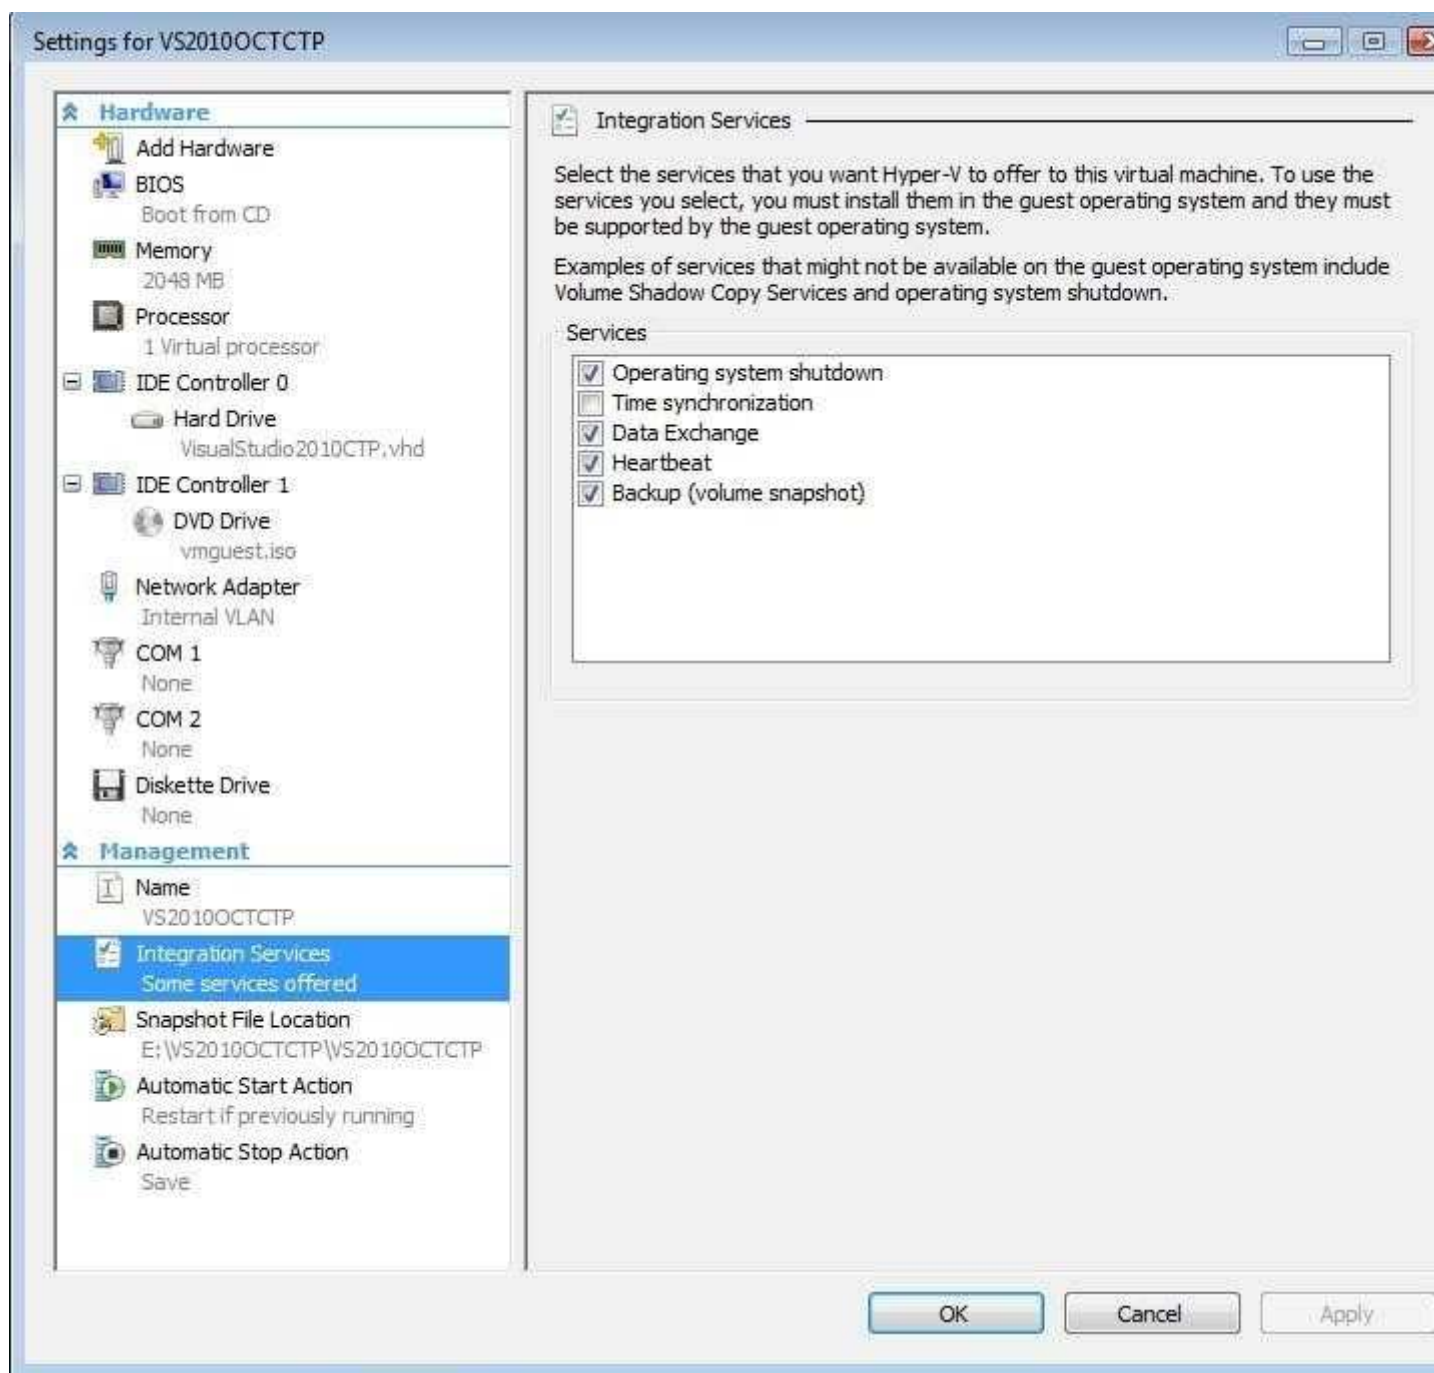 Settings for VS2010OCTCTP
Hardware
Add Hardware
BIOS
Boot from CD
Memory
2048 MB
Processor
1 Virtual processor
IDE Controller 0
Hard Drive
VisualStudio2010CTP.vhd
IDE Controller 1
DVD Drive
vmguest.iso
Network Adapter
Internal VLAN
COM 1
None
COM 2
None
Diskette Drive
None
Management
Name
VS2010OCTCTP
Integration Services
Some services offered
Snapshot File Location
E:\VS2010OCTCTP\VS2010OCTCTP
Automatic Start Action
Restart if previously running
Automatic Stop Action
Save
Integration Services
Select the services that you want Hyper-V to offer to this virtual machine. To use the
services you select, you must install them in the guest operating system and they must
be supported by the guest operating system.
Examples of services that might not be available on the guest operating system include
Volume Shadow Copy Services and operating system shutdown.
Services
Operating system shutdown
Time synchronization
Data Exchange
Heartbeat
Backup (volume snapshot)
OK
Cancel
Apply